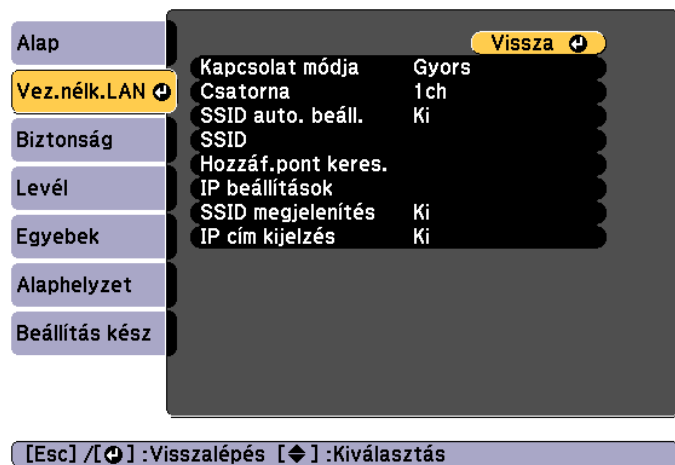 Alap
Vez.nélk.LAN
Biztonság
Levél
Egyebek
Alaphelyzet
Beállítás kész
Vissza
Kapcsolat módja Gyors
Csatorna 1ch
SSID auto. beáll. Ki
SSID
Hozzáf.pont keres.
IP beállítások
SSID megjelenítés Ki
IP cím kijelzés Ki
[Esc] /[⏎] :Visszalépés [◆] :Kiválasztás